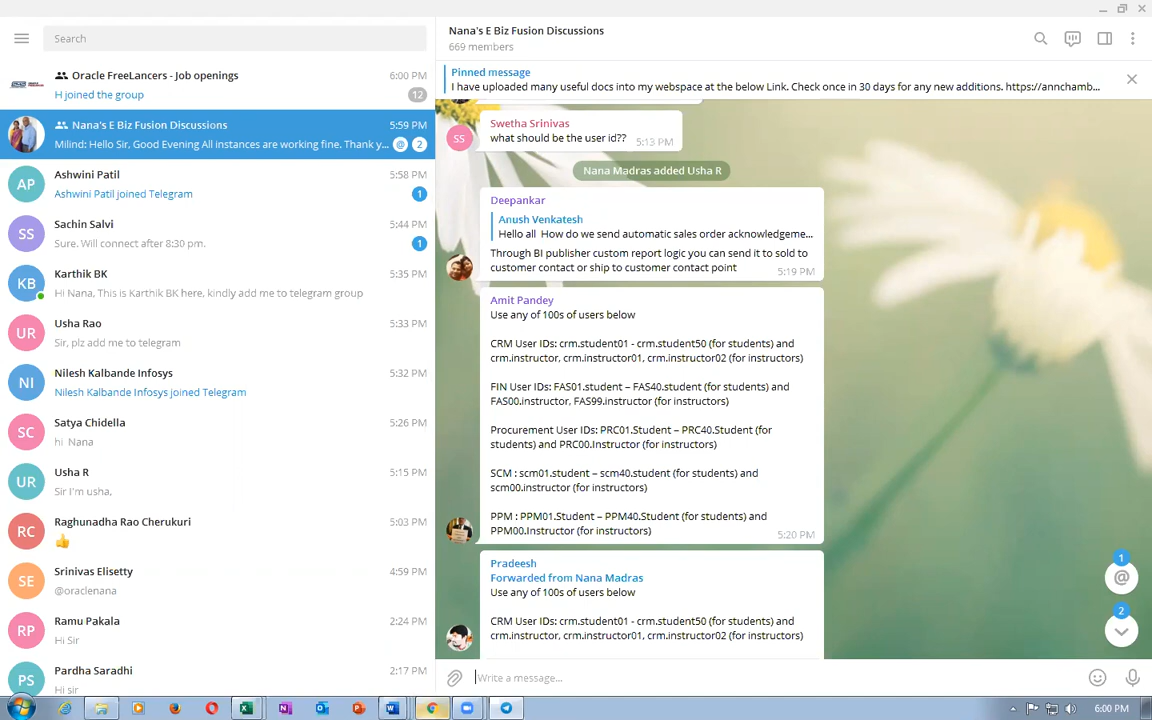 Search
Oracle FreeLancers - Job openings
6:00 PM
H joined the group
12
Nana's E Biz Fusion Discussions
5:59 PM
Milind: Hello Sir, Good Evening All instances are working fine. Thank y...
@
2
AP
Ashwini Patil
5:58 PM
Ashwini Patil joined Telegram
1
SS
Sachin Salvi
5:44 PM
Sure. Will connect after 8:30 pm.
1
KB
Karthik BK
5:35 PM
Hi Nana, This is Karthik BK here, kindly add me to telegram group
UR
Usha Rao
5:33 PM
Sir, plz add me to telegram
NI
Nilesh Kalbande Infosys
5:32 PM
Nilesh Kalbande Infosys joined Telegram
SC
Satya Chidella
5:26 PM
hi Nana
UR
Usha R
5:15 PM
Sir I'm usha.
RC
Raghunadha Rao Cherukuri
5:03 PM
👍
SE
Srinivas Elisetty
4:59 PM
@oraclenana
RP
Ramu Pakala
2:24 PM
Hi Sir
PS
Pardha Saradhi
2:17 PM
Hi sir
Nana's E Biz Fusion Discussions
669 members
Pinned message
I have uploaded many useful docs into my webspace at the below Link. Check once in 30 days for any new additions. https://annchamb...
SS
Swetha Srinivas
what should be the user id??
5:13 PM
Nana Madras added Usha R
Deepankar
Anush Venkatesh
Hello all How do we send automatic sales order acknowledgeme...
Through BI publisher custom report logic you can send it to sold to
customer contact or ship to customer contact point
5:19 PM
Amit Pandey
Use any of 100s of users below
CRM User IDs: crm.student01 - crm.student50 (for students) and
crm.instructor, crm.instructor01, crm.instructor02 (for instructors)
FIN User IDs: FAS01.student – FAS40.student (for students) and
FAS00.instructor, FAS99.instructor (for instructors)
Procurement User IDs: PRC01.Student – PRC40.Student (for
students) and PRC00.Instructor (for instructors)
SCM : scm01.student – scm40.student (for students) and
scm00.instructor (for instructors)
PPM : PPM01.Student – PPM40.Student (for students) and
PPM00.Instructor (for instructors)
5:20 PM
Pradeesh
Forwarded from Nana Madras
Use any of 100s of users below
CRM User IDs: crm.student01 - crm.student50 (for students) and
crm.instructor, crm.instructor01, crm.instructor02 (for instructors)
1
@
2
Write a message...
6:00 PM